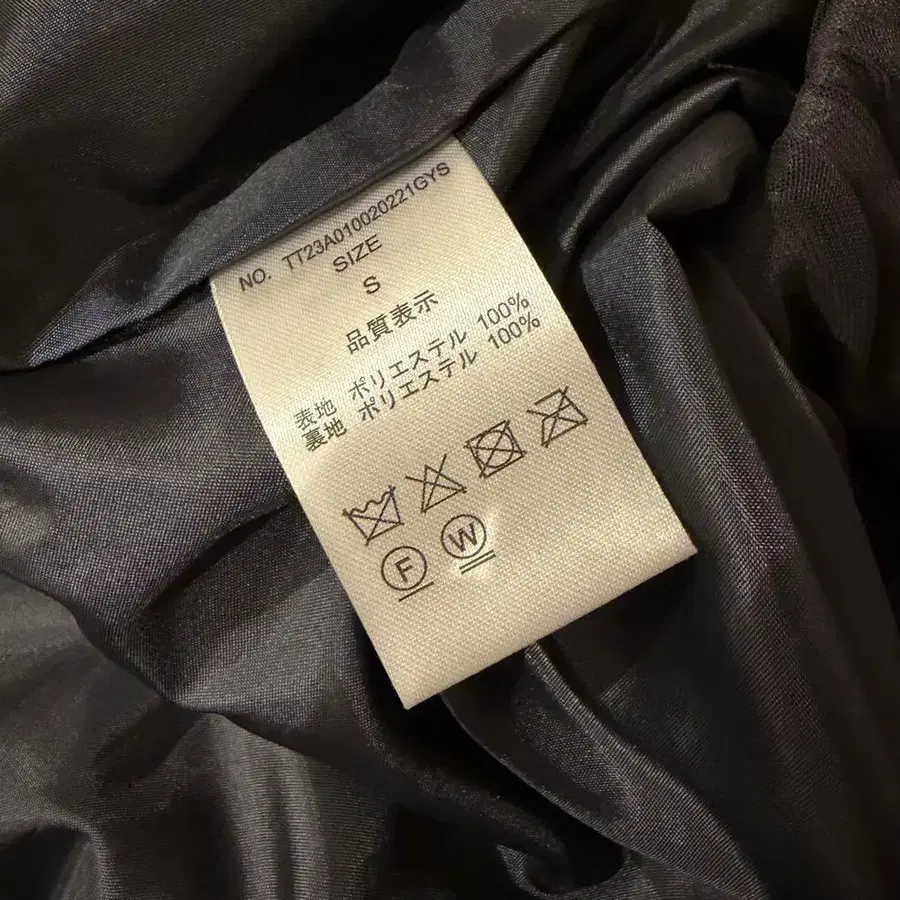 NO. TT23A010020221GYS
SIZE
S
品質表示
表地 ポリエステル 100%
裏地 ポリエステル 100%
F W